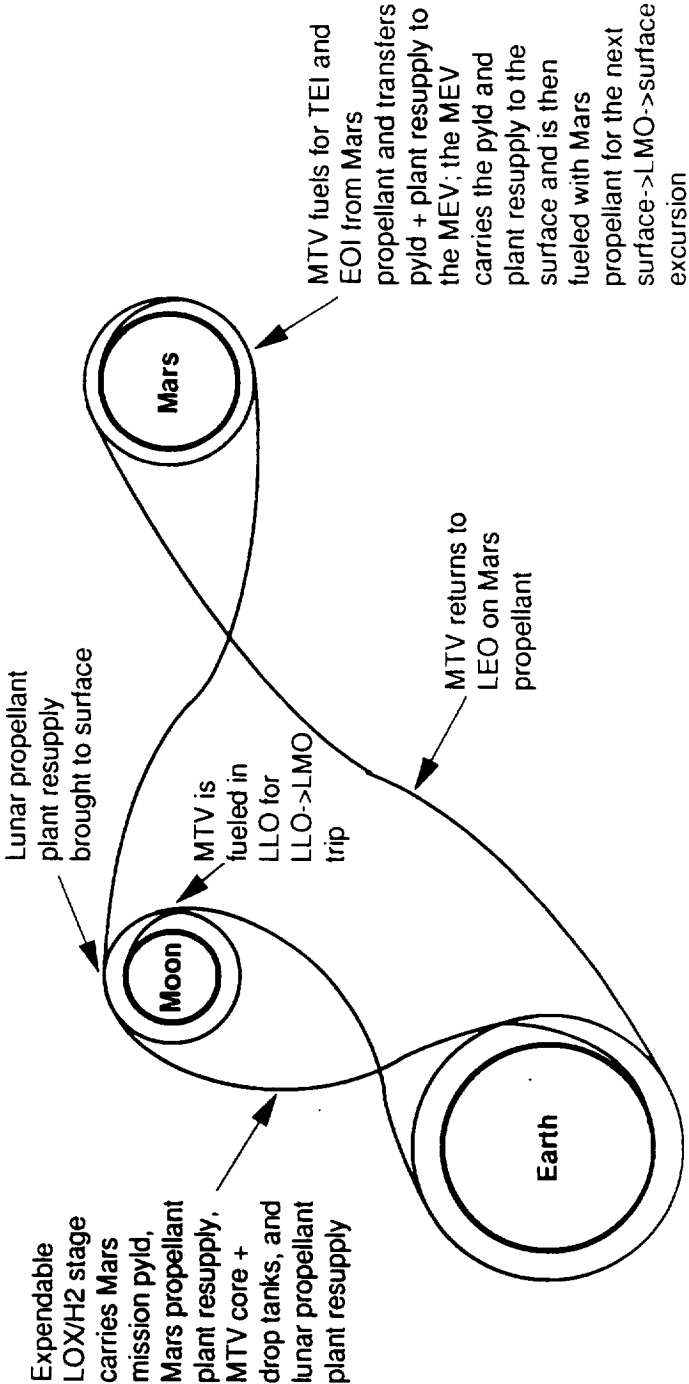 Expendable
LOX/H2 stage
carries Mars
mission pyld,
Mars propellant
plant resupply,
MTV core +
drop tanks, and
lunar propellant
plant resupply
Lunar propellant
plant resupply
brought to surface
MTV is
fueled in
LLO for
LLO->LMO
trip
Moon
Earth
Mars
MTV returns to
LEO on Mars
propellant
MTV fuels for TEI and
EOI from Mars
propellant and transfers
pyld + plant resupply to
the MEV; the MEV
carries the pyld and
plant resupply to the
surface and is then
fueled with Mars
propellant for the next
surface->LMO->surface
excursion